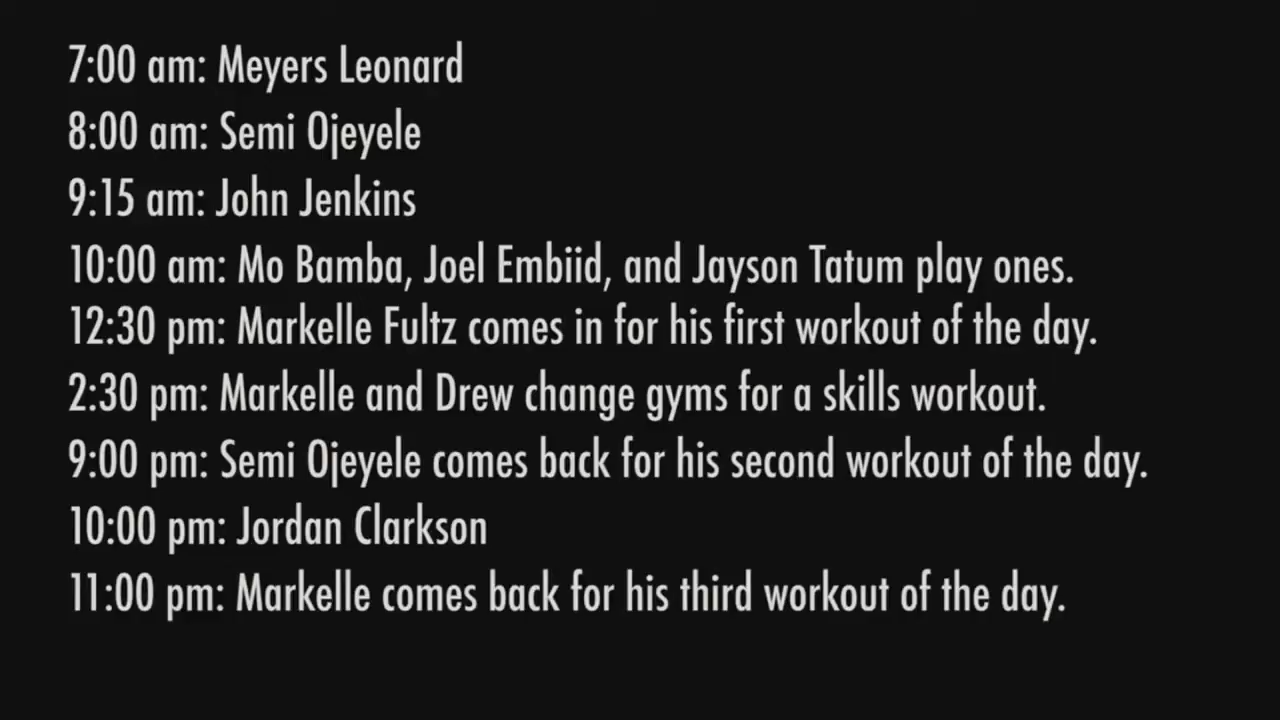 7:00 am: Meyers Leonard
8:00 am: Semi Ojeyele
9:15 am: John Jenkins
10:00 am: Mo Bamba, Joel Embiid, and Jayson Tatum play ones.
12:30 pm: Markelle Fultz comes in for his first workout of the day.
2:30 pm: Markelle and Drew change gyms for a skills workout.
9:00 pm: Semi Ojeyele comes back for his second workout of the day.
10:00 pm: Jordan Clarkson
11:00 pm: Markelle comes back for his third workout of the day.